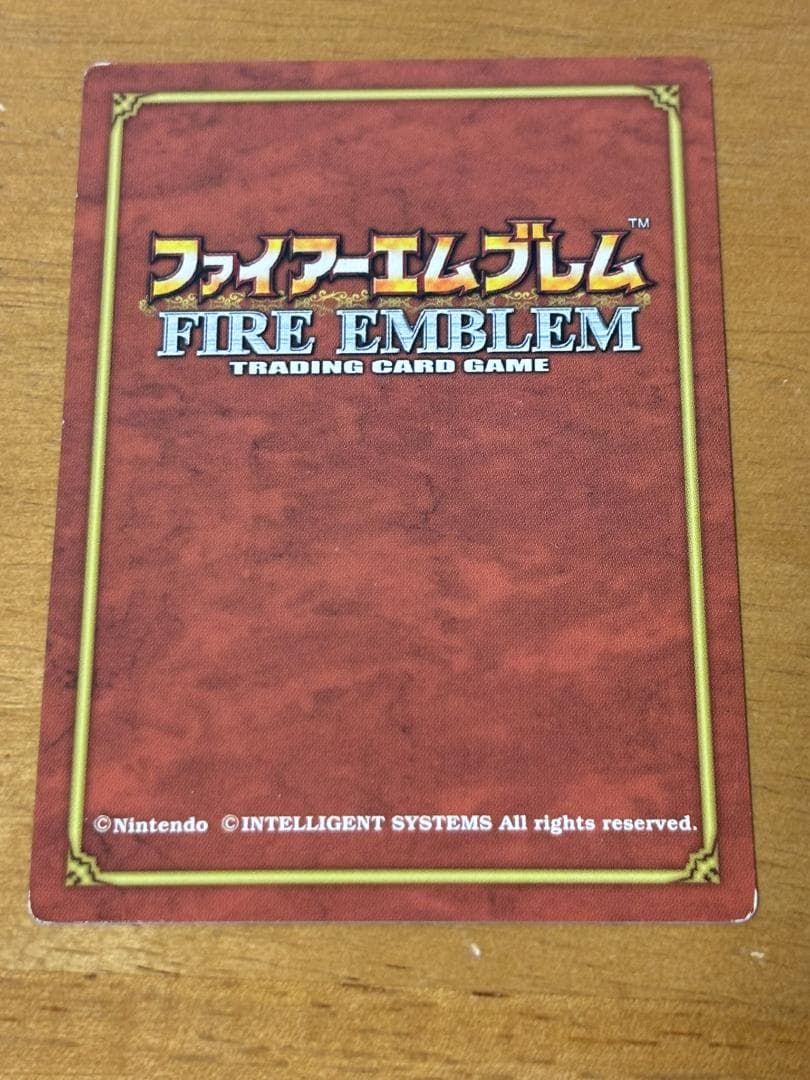 ファイアーエムブレム™
FIRE EMBLEM
TRADING CARD GAME
©Nintendo ©INTELLIGENT SYSTEMS All rights reserved.